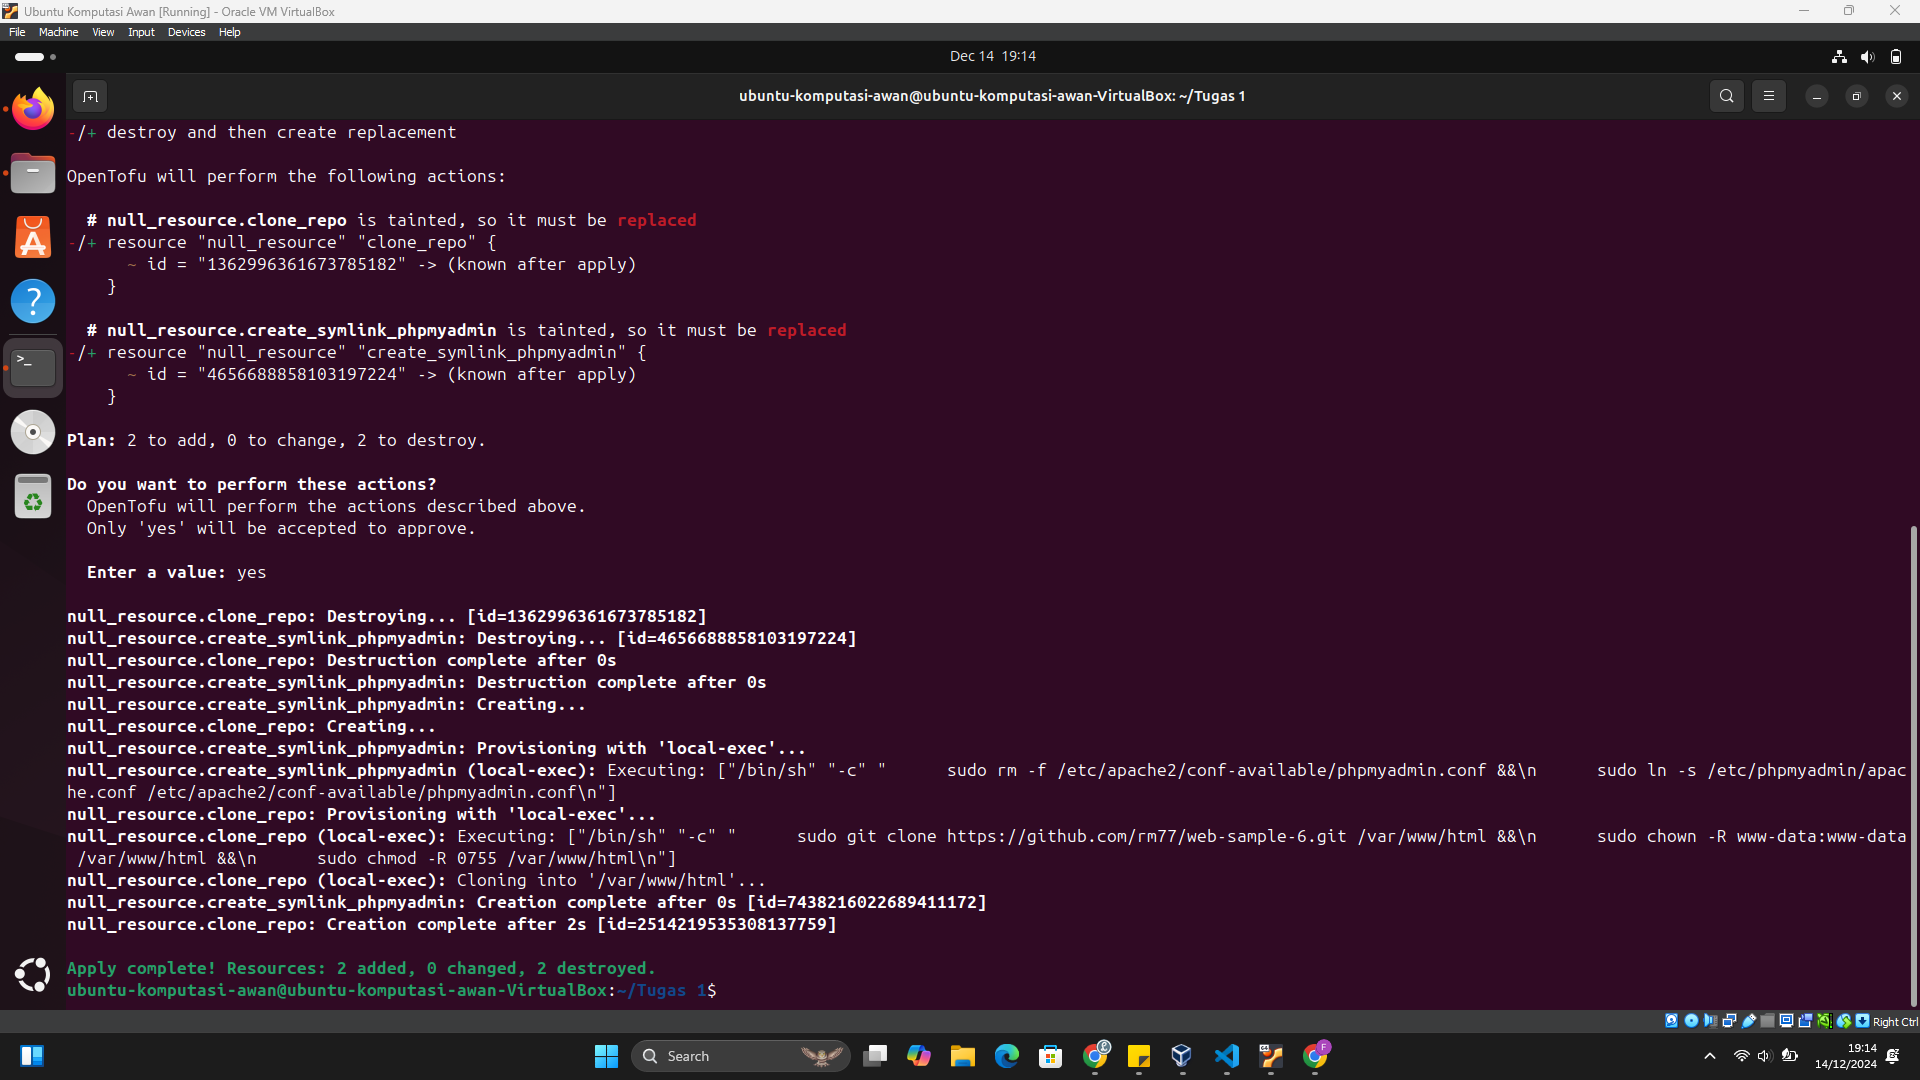 Ubuntu Komputasi Awan [Running] - Oracle VM VirtualBox
File Machine View Input Devices Help
Dec 14 19:14
ubuntu-komputasi-awan@ubuntu-komputasi-awan-VirtualBox: ~/Tugas 1
-/+ destroy and then create replacement
OpenTofu will perform the following actions:
# null_resource.clone_repo is tainted, so it must be replaced
-/+ resource "null_resource" "clone_repo" {
~ id = "1362996361673785182" -> (known after apply)
}
# null_resource.create_symlink_phpmyadmin is tainted, so it must be replaced
-/+ resource "null_resource" "create_symlink_phpmyadmin" {
~ id = "4656688858103197224" -> (known after apply)
}
Plan: 2 to add, 0 to change, 2 to destroy.
Do you want to perform these actions?
OpenTofu will perform the actions described above.
Only 'yes' will be accepted to approve.
Enter a value: yes
null_resource.clone_repo: Destroying... [id=1362996361673785182]
null_resource.create_symlink_phpmyadmin: Destroying... [id=4656688858103197224]
null_resource.clone_repo: Destruction complete after 0s
null_resource.create_symlink_phpmyadmin: Destruction complete after 0s
null_resource.create_symlink_phpmyadmin: Creating...
null_resource.clone_repo: Creating...
null_resource.create_symlink_phpmyadmin: Provisioning with 'local-exec'...
null_resource.create_symlink_phpmyadmin (local-exec): Executing: ["/bin/sh" "-c" "      sudo rm -f /etc/apache2/conf-available/phpmyadmin.conf &&\n      sudo ln -s /etc/phpmyadmin/apac
he.conf /etc/apache2/conf-available/phpmyadmin.conf\n"]
null_resource.clone_repo: Provisioning with 'local-exec'...
null_resource.clone_repo (local-exec): Executing: ["/bin/sh" "-c" "      sudo git clone https://github.com/rm77/web-sample-6.git /var/www/html &&\n      sudo chown -R www-data:www-data
/var/www/html &&\n      sudo chmod -R 0755 /var/www/html\n"]
null_resource.clone_repo (local-exec): Cloning into '/var/www/html'...
null_resource.create_symlink_phpmyadmin: Creation complete after 0s [id=7438216022689411172]
null_resource.clone_repo: Creation complete after 2s [id=2514219535308137759]
Apply complete! Resources: 2 added, 0 changed, 2 destroyed.
ubuntu-komputasi-awan@ubuntu-komputasi-awan-VirtualBox:~/Tugas 1$
Right Ctrl
Search
19:14
14/12/2024